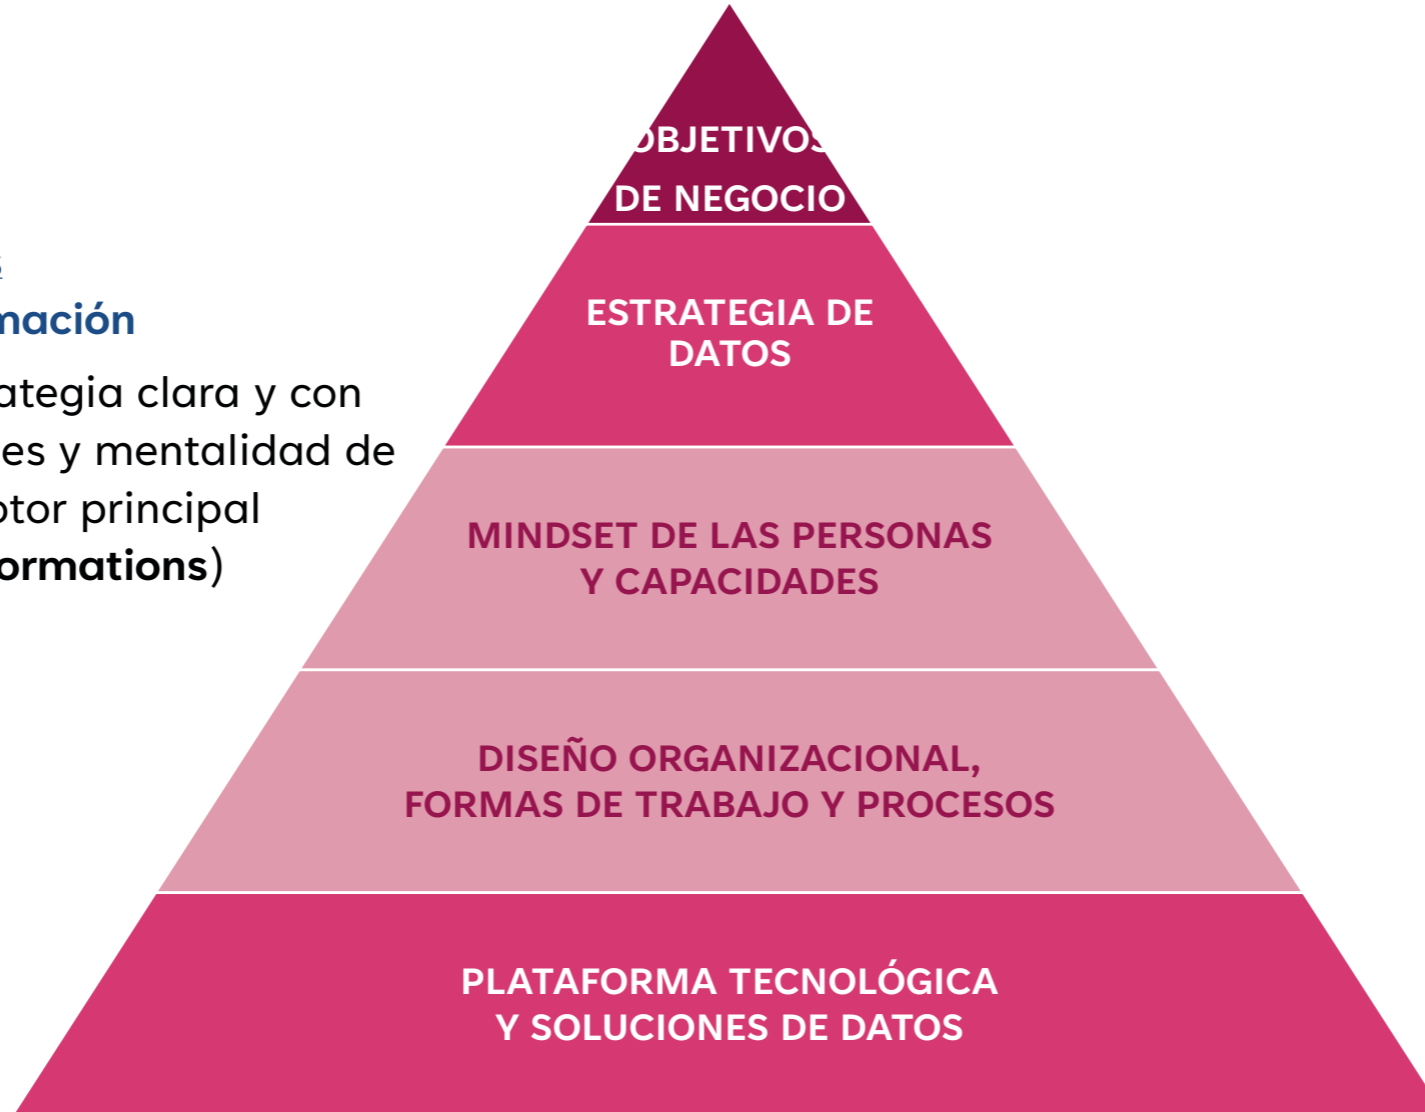 OBJETIVOS
DE NEGOCIO
mación
ategia clara y con
es y mentalidad de
otor principal
ormations)
ESTRATEGIA DE
DATOS
MINDSET DE LAS PERSONAS
Y CAPACIDADES
DISEÑO ORGANIZACIONAL,
FORMAS DE TRABAJO Y PROCESOS
PLATAFORMA TECNOLÓGICA
Y SOLUCIONES DE DATOS